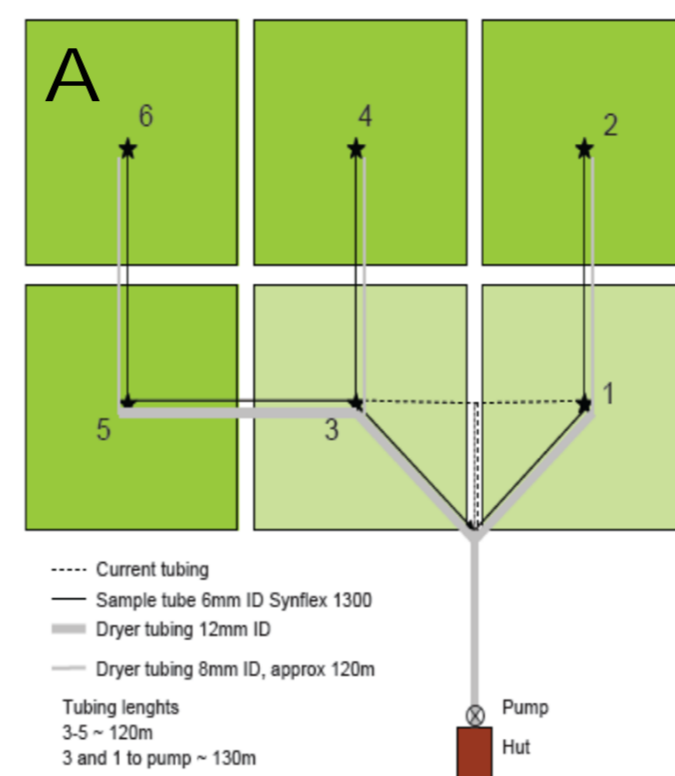 A
6
4
2
5
3
1
Current tubing
Sample tube 6mm ID Synflex 1300
Dryer tubing 12mm ID
Dryer tubing 8mm ID, approx 120m
Tubing lenghts
3-5 ~ 120m
3 and 1 to pump ~ 130m
Pump
Hut